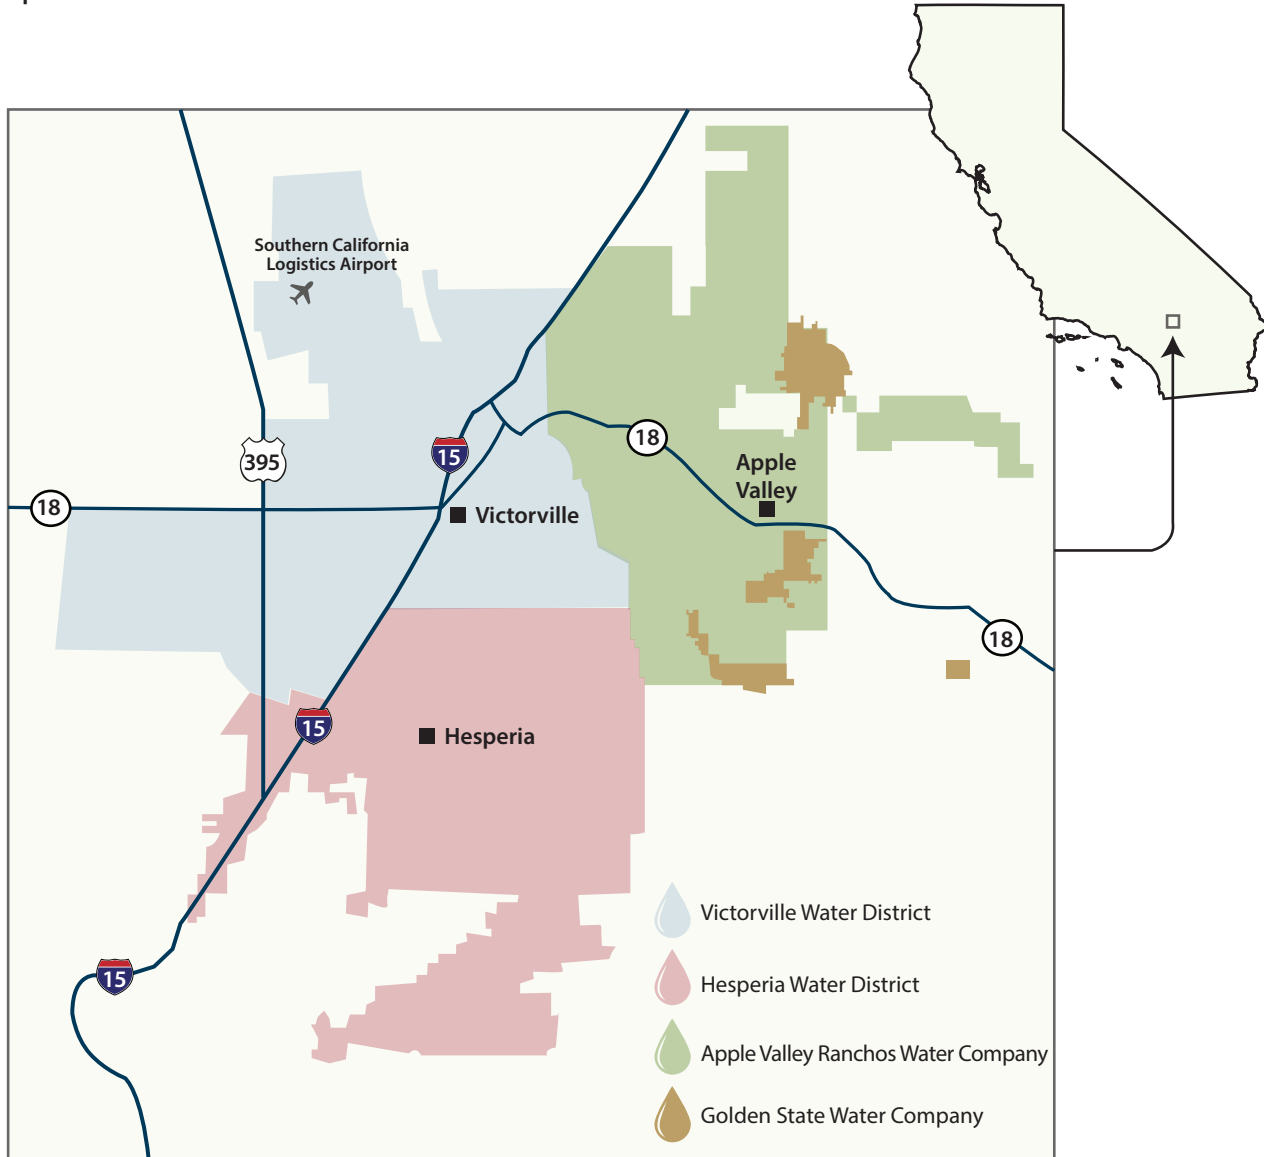 Southern California
Logistics Airport
395
15
18
18
Apple
Valley
Victorville
18
15
Hesperia
15
Victorville Water District
Hesperia Water District
Apple Valley Ranchos Water Company
Golden State Water Company